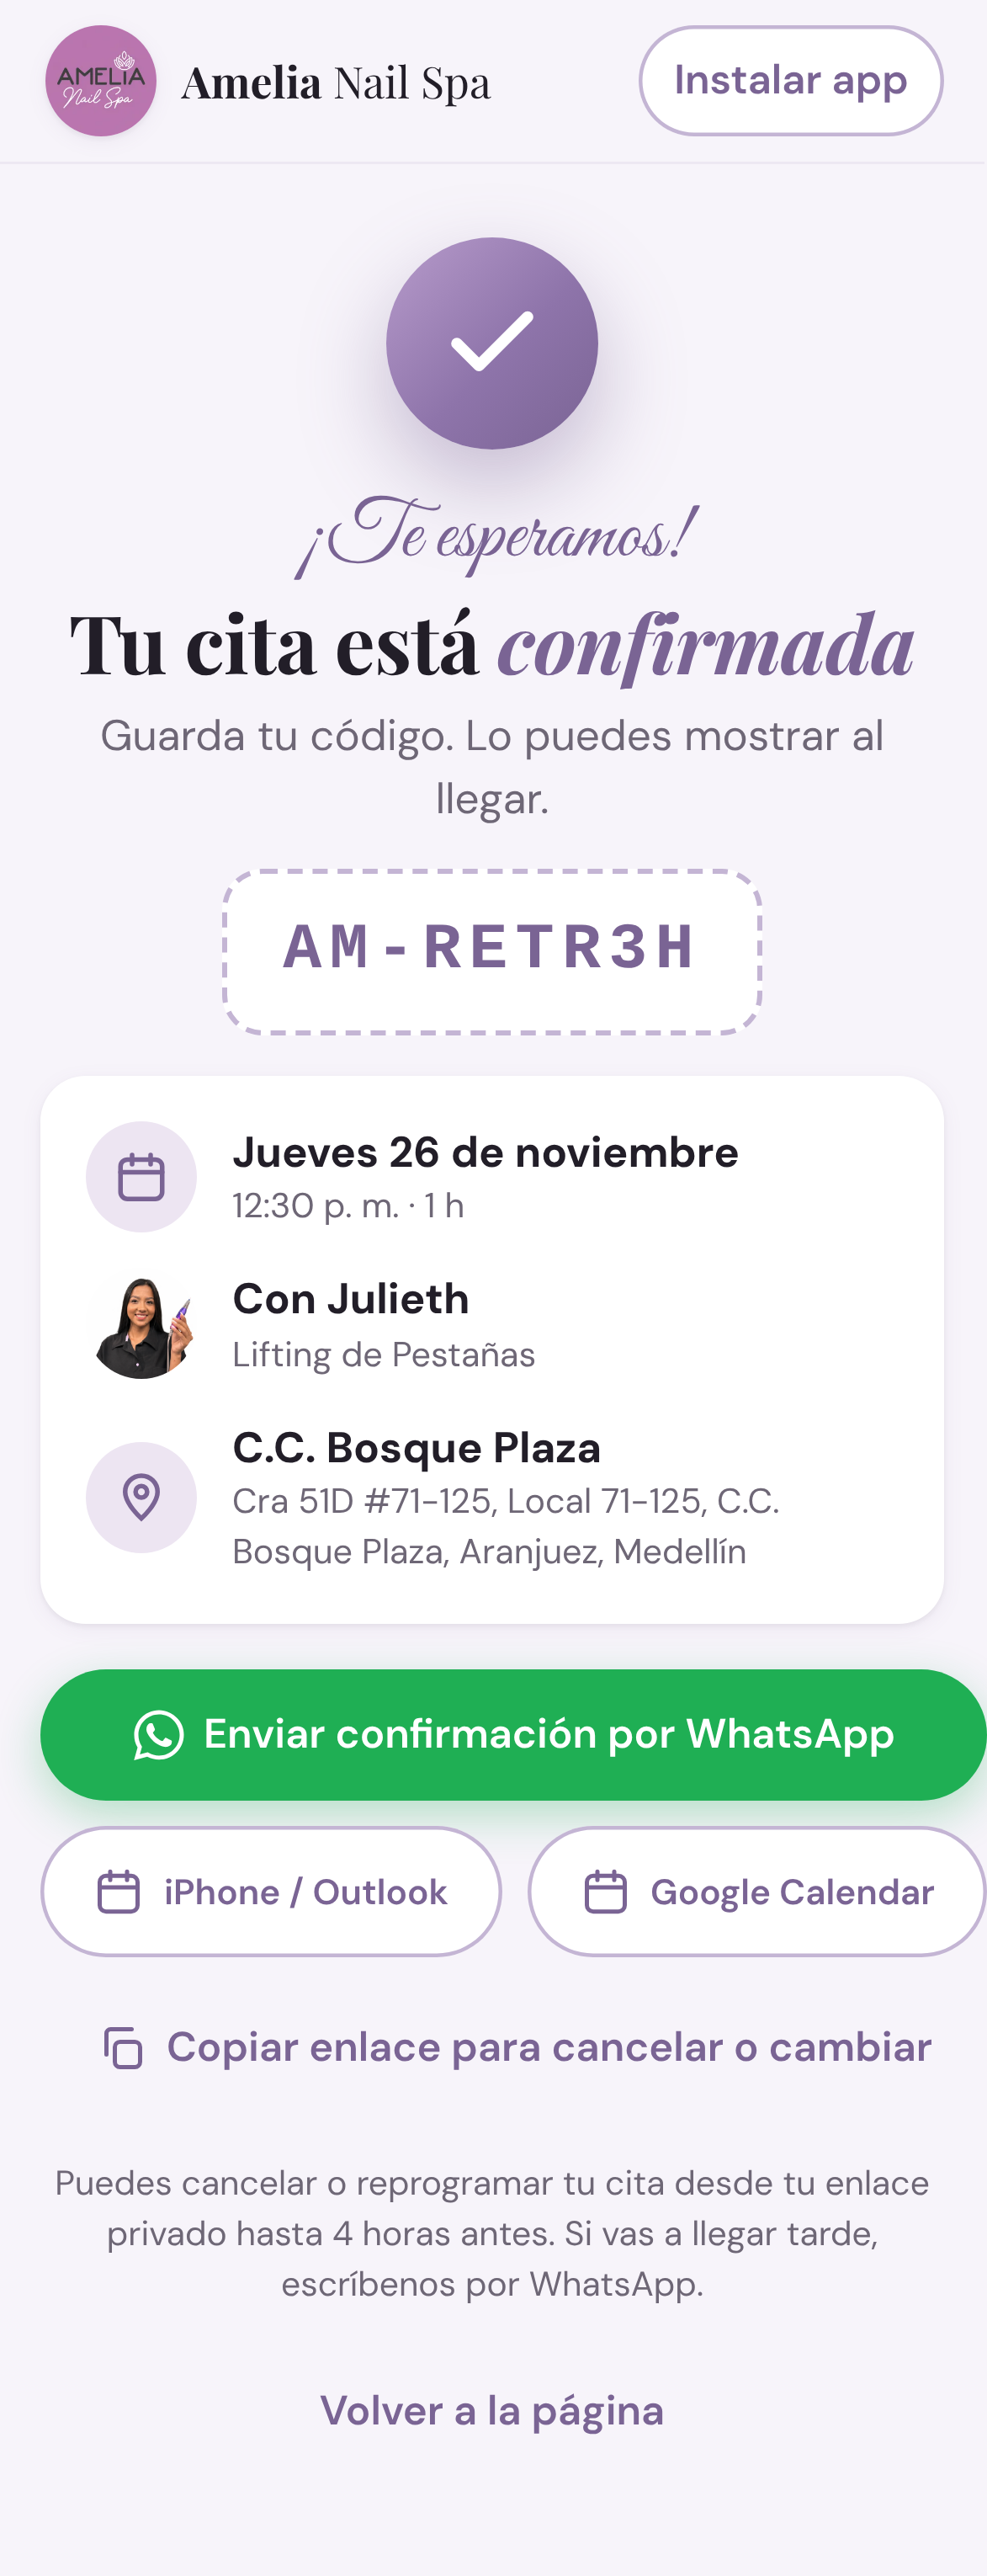 AMELIA
Nail Spa
Amelia Nail Spa
Instalar app
¡Te esperamos!
Tu cita está confirmada
Guarda tu código. Lo puedes mostrar al
llegar.
AM-RETR3H
Jueves 26 de noviembre
12:30 p. m. · 1 h
Con Julieth
Lifting de Pestañas
C.C. Bosque Plaza
Cra 51D #71-125, Local 71-125, C.C.
Bosque Plaza, Aranjuez, Medellín
Enviar confirmación por WhatsApp
iPhone / Outlook
Google Calendar
Copiar enlace para cancelar o cambiar
Puedes cancelar o reprogramar tu cita desde tu enlace
privado hasta 4 horas antes. Si vas a llegar tarde,
escríbenos por WhatsApp.
Volver a la página